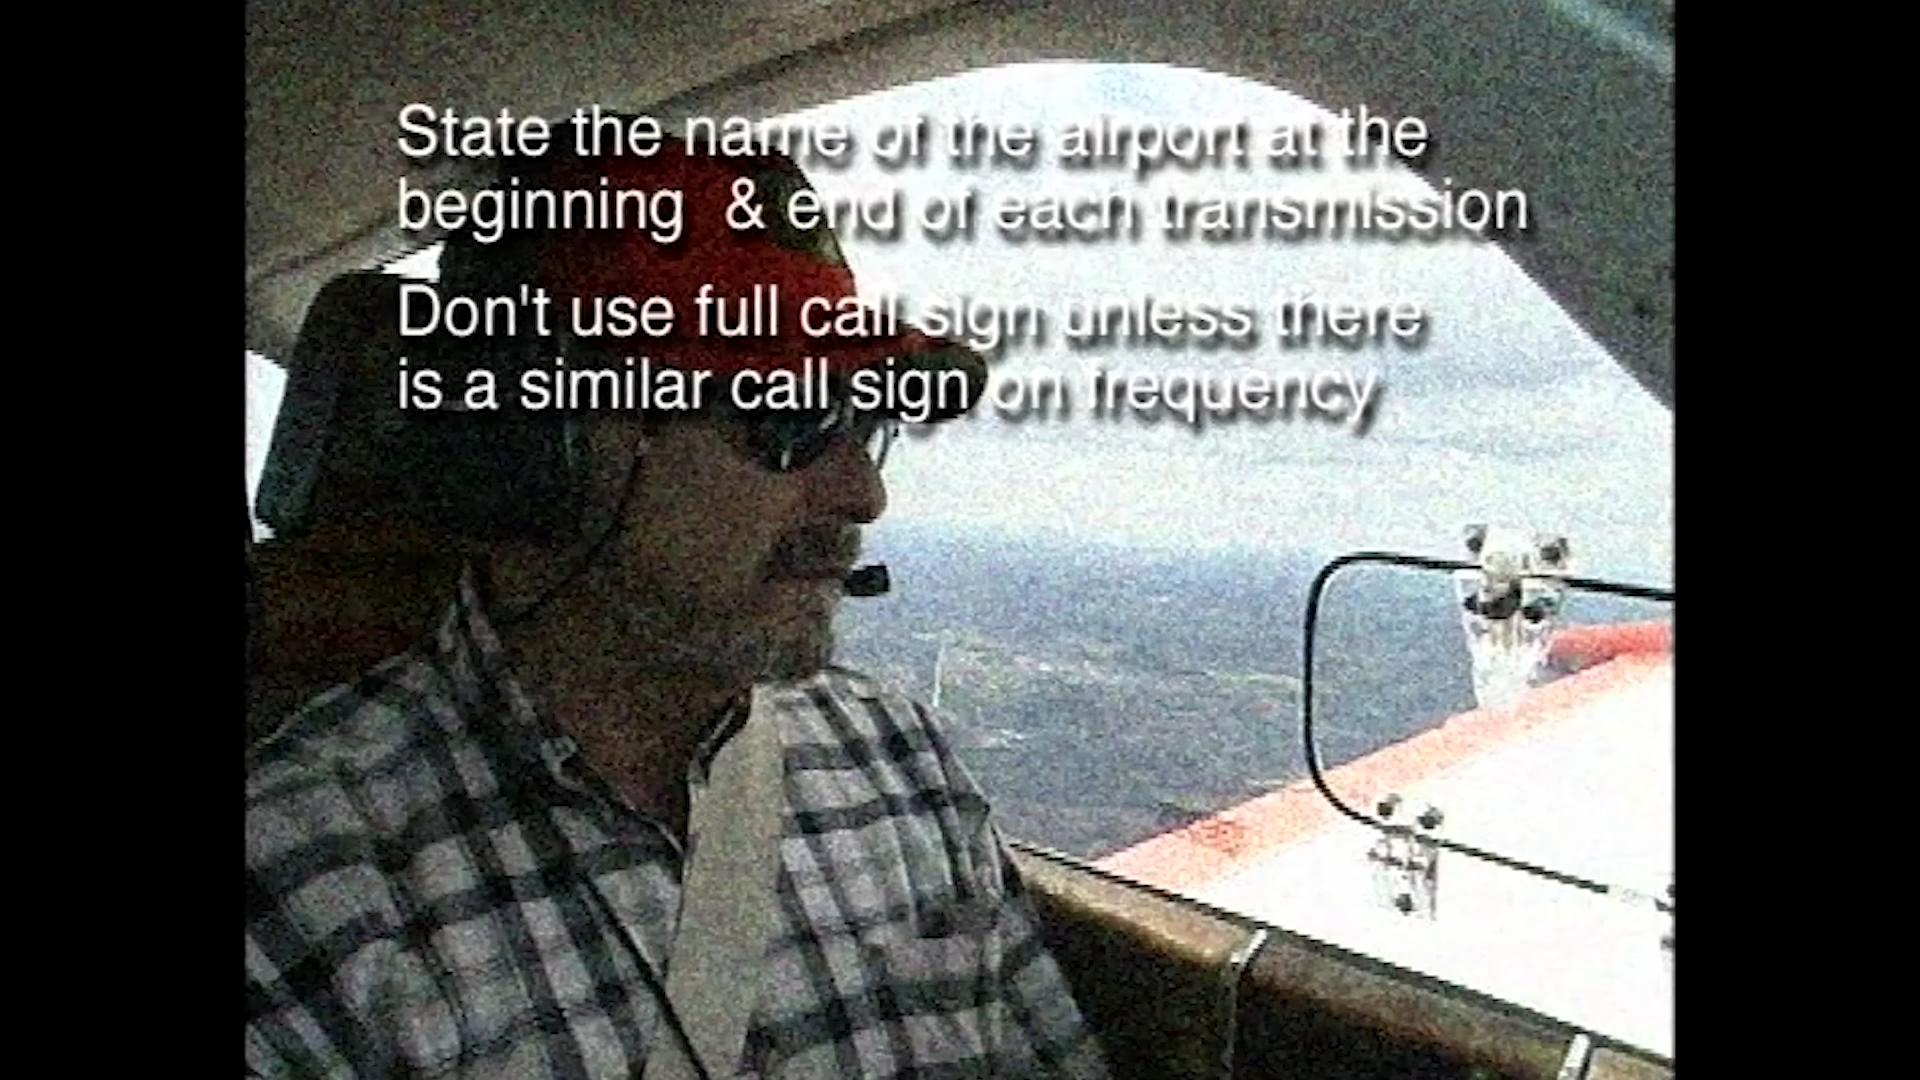 State the name of the airport at the
beginning & end of each transmission
Don't use full call sign unless there
is a similar call sign on frequency